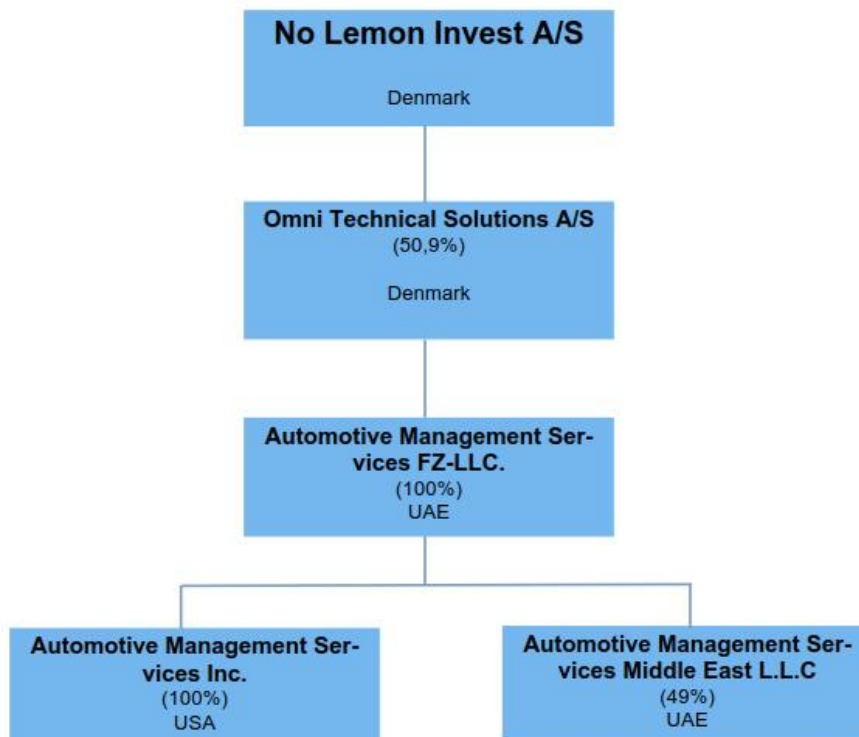 No Lemon Invest A/S
Denmark
Omni Technical Solutions A/S
(50,9%)
Denmark
Automotive Management Ser-
vices FZ-LLC.
(100%)
UAE
Automotive Management Ser-
vices Inc.
(100%)
USA
Automotive Management Ser-
vices Middle East L.L.C
(49%)
UAE